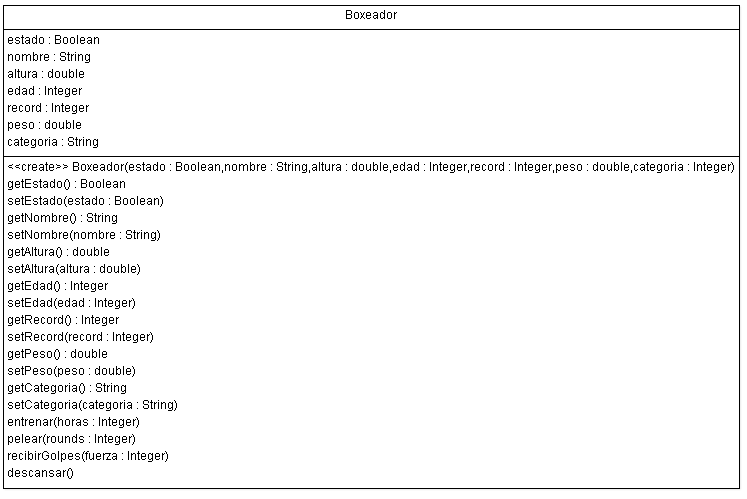 Boxeador
estado : Boolean
nombre : String
altura : double
edad : Integer
record : Integer
peso : double
categoria : String
<<create>> Boxeador(estado : Boolean,nombre : String,altura : double,edad : Integer,record : Integer,peso : double,categoria : Integer)
getEstado() : Boolean
setEstado(estado : Boolean)
getNombre() : String
setNombre(nombre : String)
getAltura() : double
setAltura(altura : double)
getEdad() : Integer
setEdad(edad : Integer)
getRecord() : Integer
setRecord(record : Integer)
getPeso() : double
setPeso(peso : double)
getCategoria() : String
setCategoria(categoria : String)
entrenar(horas : Integer)
pelear(rounds : Integer)
recibirGolpes(fuerza : Integer)
descansar()